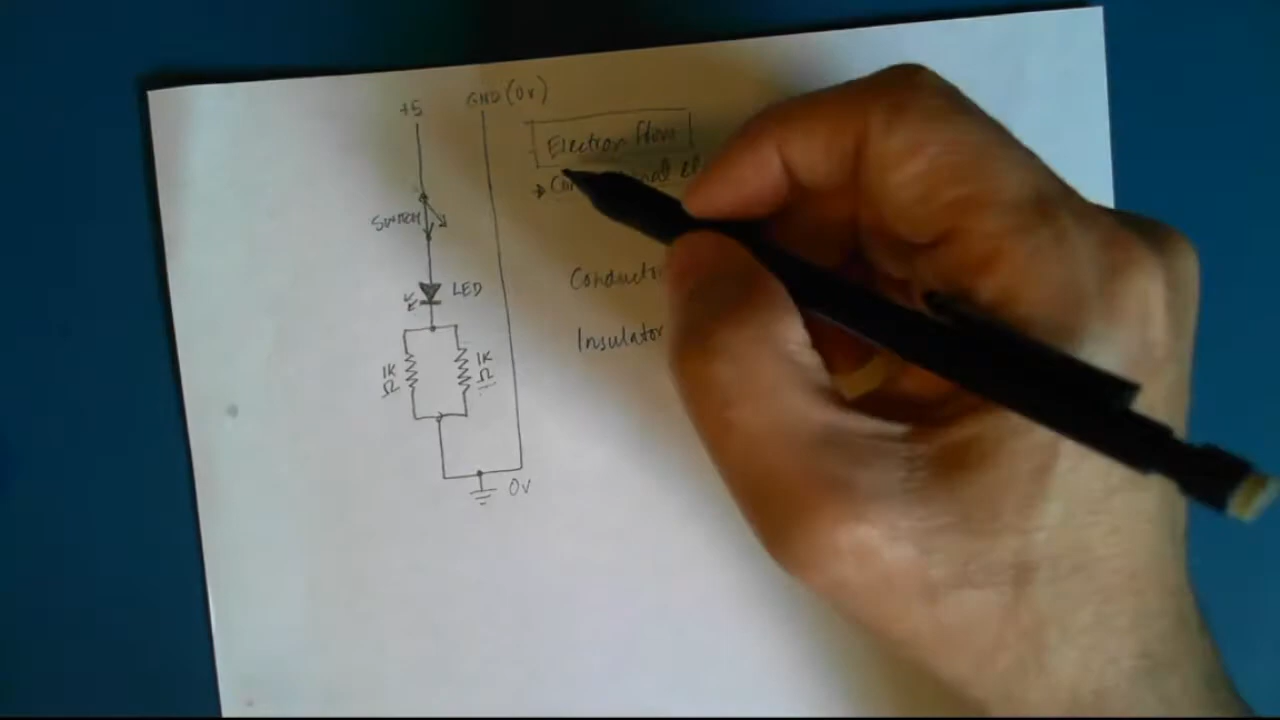 +5 GND (0v)
Electron flow
SWITCH
LED
1K Ω
1K Ω
0v
Conducto
Insulator